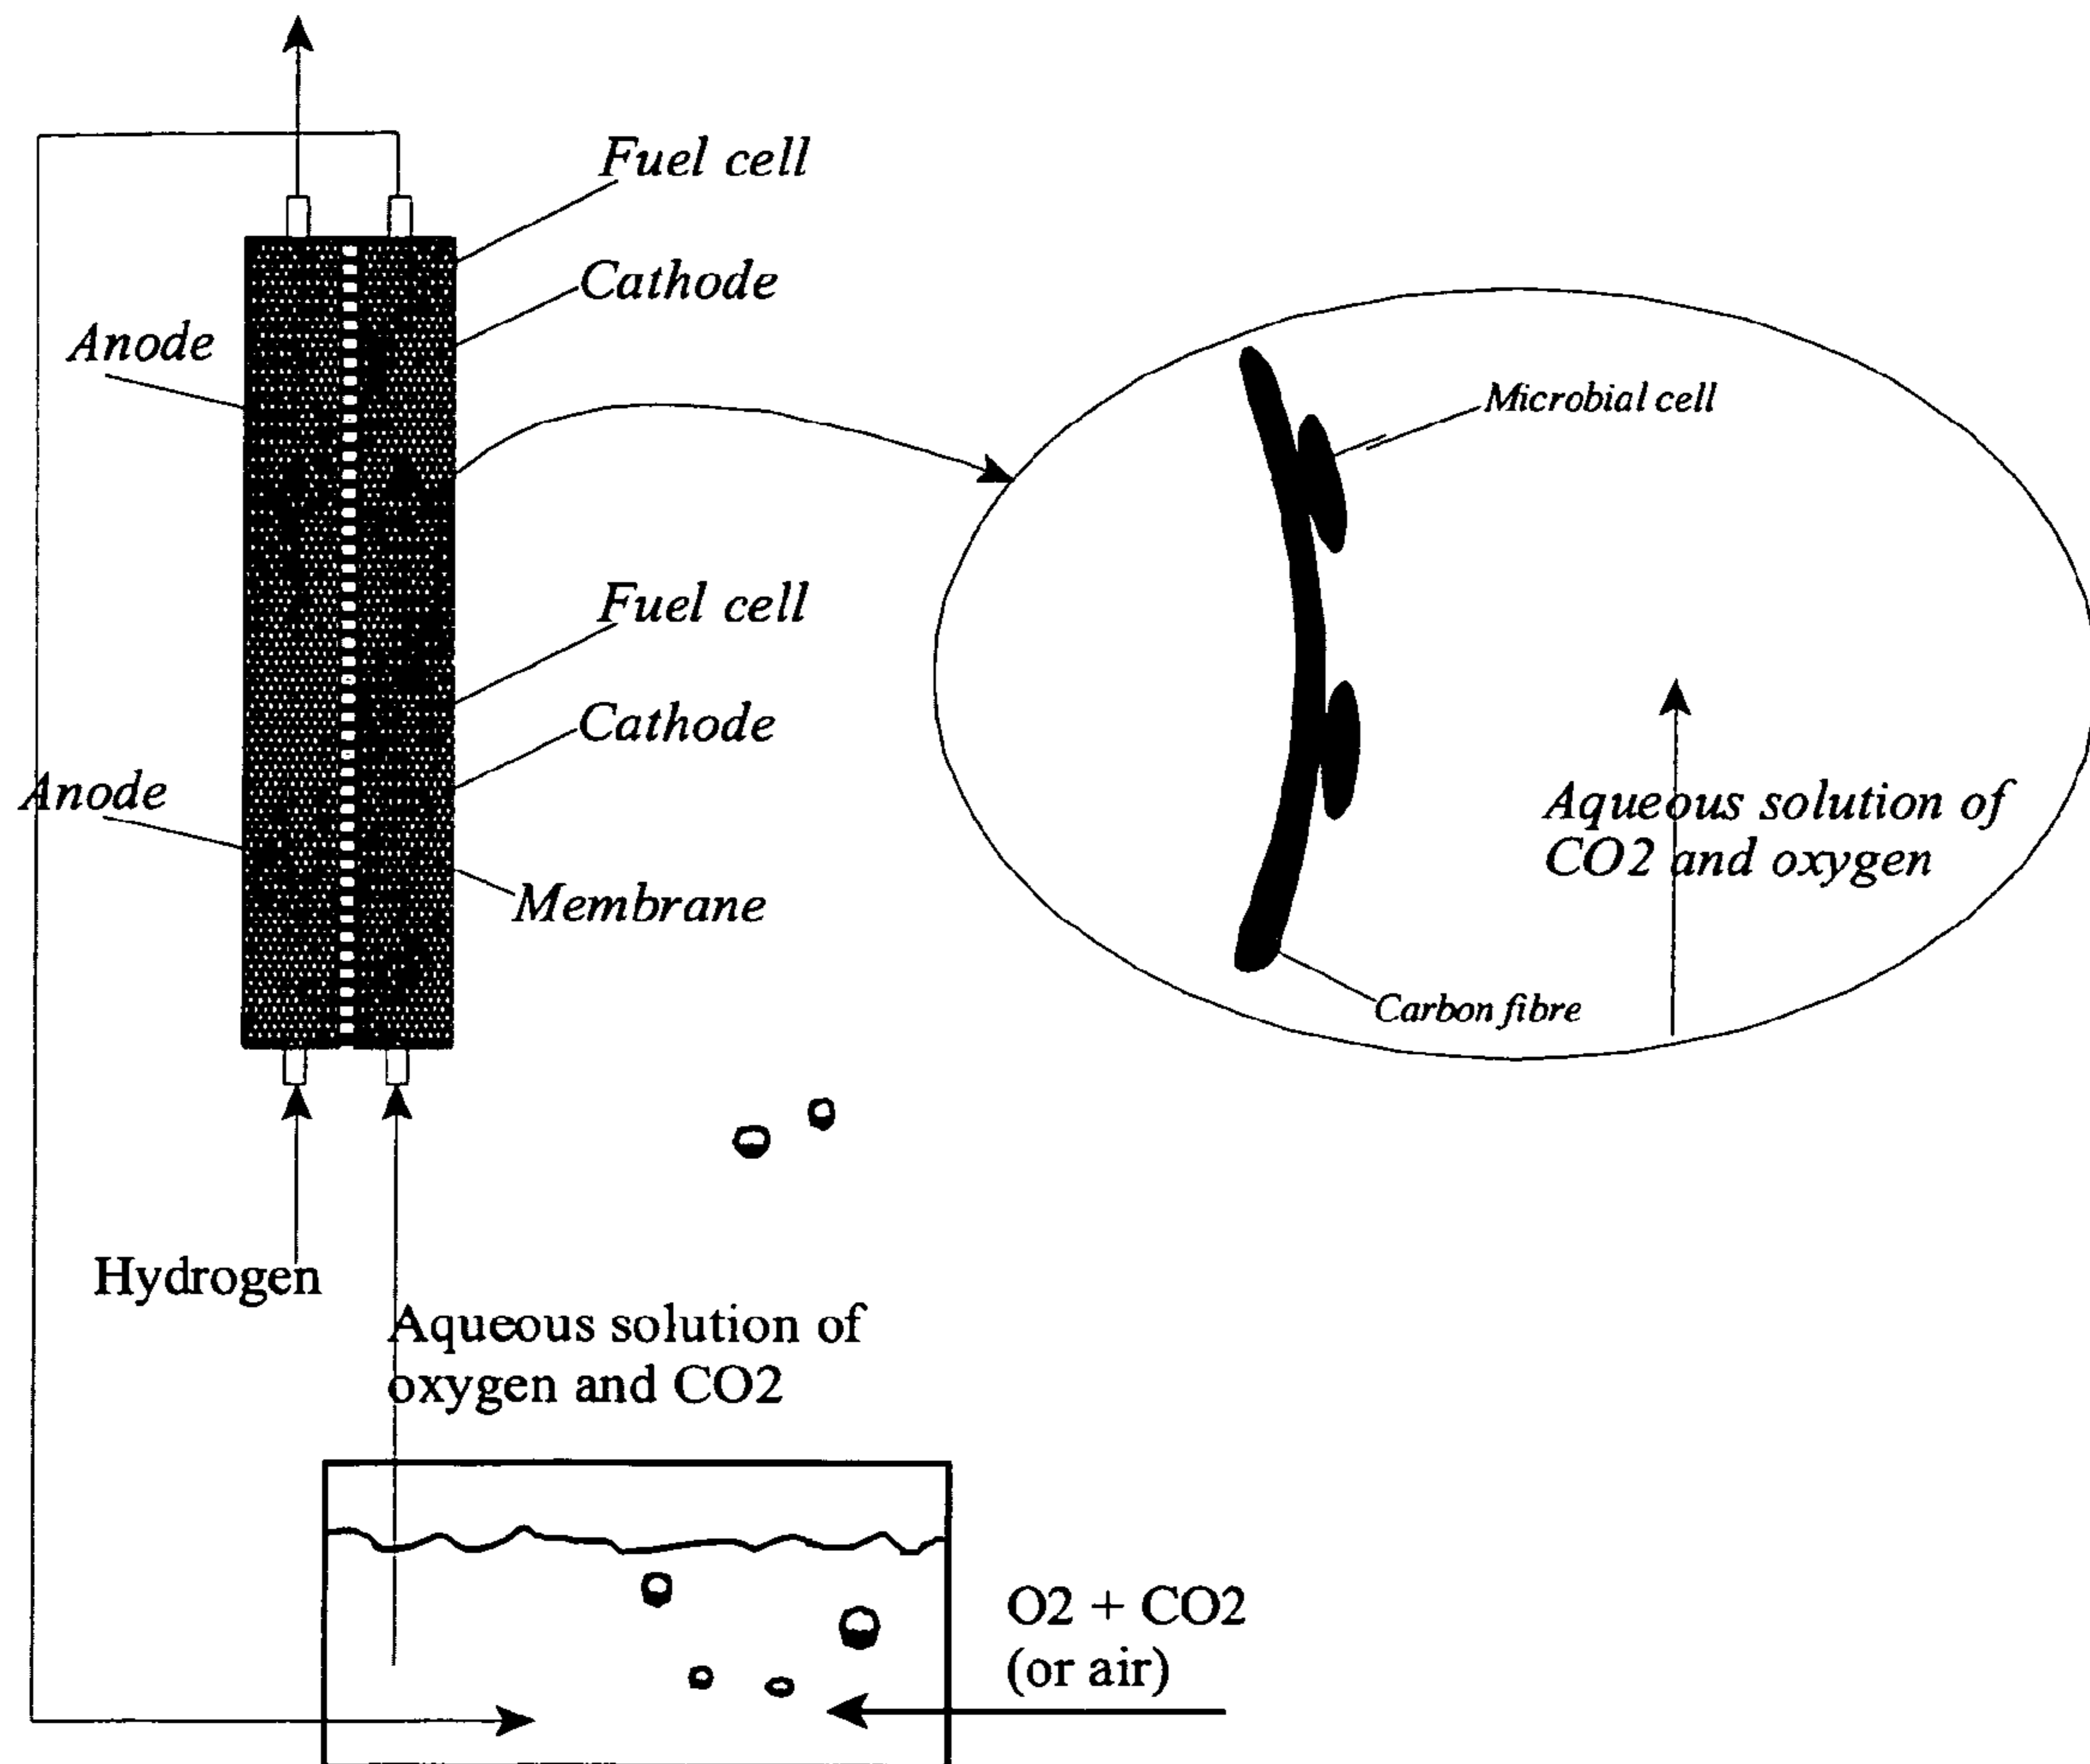 Fuel cell
Cathode
Anode
Microbial cell
Fuel cell
Cathode
Anode
Aqueous solution of
CO2 and oxygen
Membrane
Carbon fibre
Hydrogen
Aqueous solution of
oxygen and CO2
O2 + CO2
(or air)